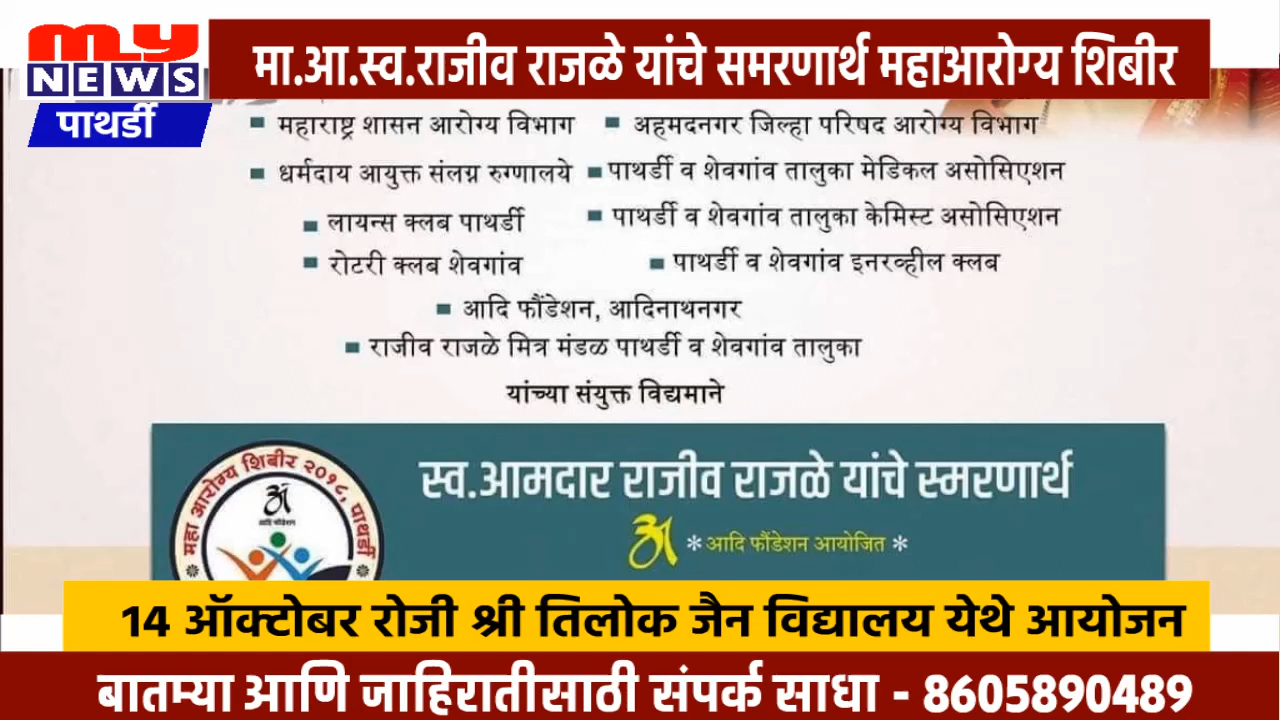 my
NEWS
पाथर्डी
मा.आ.स्व.राजीव राजळे यांचे समरणार्थ महाआरोग्य शिबीर
महाराष्ट्र शासन आरोग्य विभाग
अहमदनगर जिल्हा परिषद आरोग्य विभाग
धर्मदाय आयुक्त संलग्न रुग्णालये
पाथर्डी व शेवगांव तालुका मेडिकल असोसिएशन
लायन्स क्लब पाथर्डी
पाथर्डी व शेवगांव तालुका केमिस्ट असोसिएशन
रोटरी क्लब शेवगांव
पाथर्डी व शेवगांव इनरव्हील क्लब
आदि फौंडेशन, आदिनाथनगर
राजीव राजळे मित्र मंडळ पाथर्डी व शेवगांव तालुका
यांच्या संयुक्त विद्यमाने
महा आरोग्य शिबीर २०१८, पाथर्डी
आदि फौंडेशन
स्व.आमदार राजीव राजळे यांचे स्मरणार्थ
* आदि फौंडेशन आयोजित *
14 ऑक्टोबर रोजी श्री तिलोक जैन विद्यालय येथे आयोजन
बातम्या आणि जाहिरातीसाठी संपर्क साधा - 8605890489